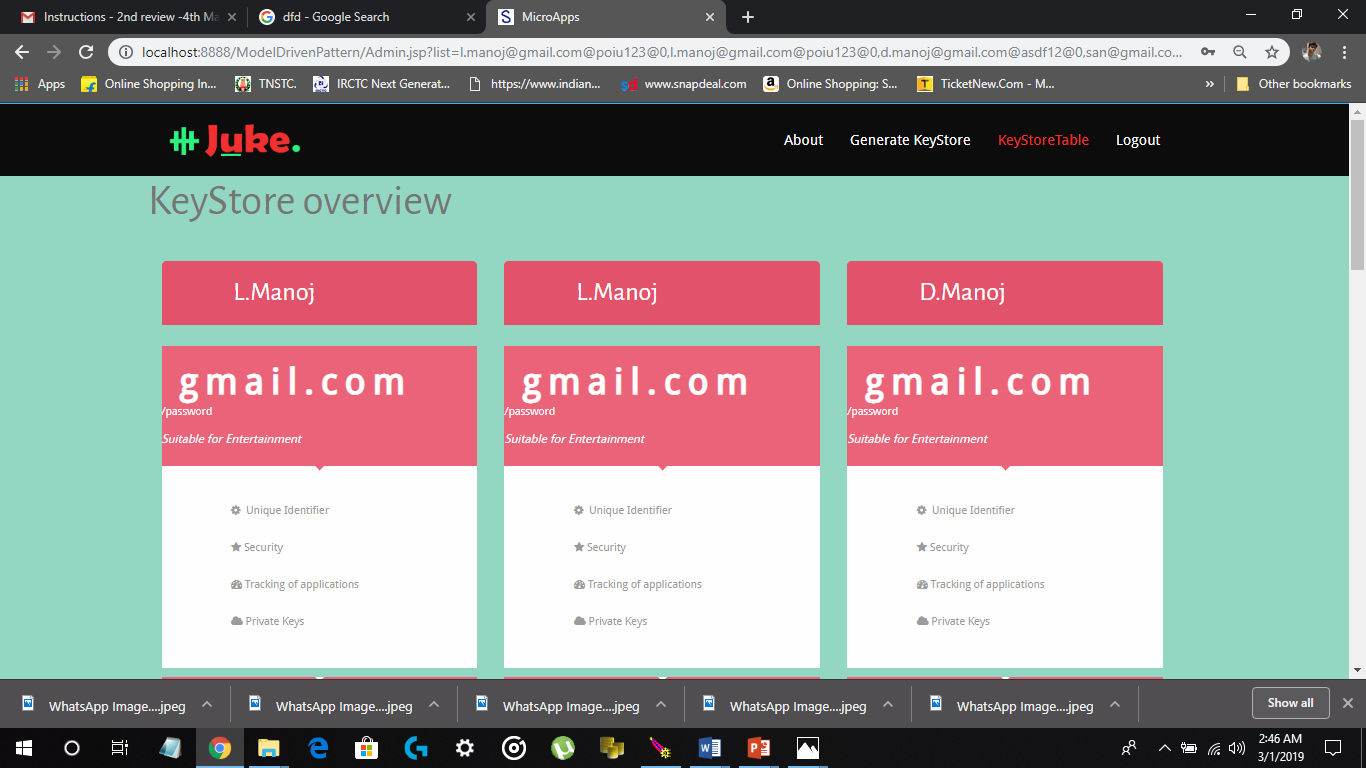 Instructions - 2nd review -4th Ma
dfd - Google Search
MicroApps
localhost:8888/ModelDrivenPattern/Admin.jsp?list=l.manoj@gmail.com@poiu123@0,l.manoj@gmail.com@poiu123@0,d.manoj@gmail.com@asdf12@0,san@gmail.co...
Apps
Online Shopping In...
TNSTC.
IRCTC Next Generat...
https://www.indian...
www.snapdeal.com
Online Shopping: S...
TicketNew.Com - M...
»
Other bookmarks
Juke.
About
Generate KeyStore
KeyStoreTable
Logout
KeyStore overview
L.Manoj
L.Manoj
D.Manoj
gmail.com
/password
Suitable for Entertainment
gmail.com
/password
Suitable for Entertainment
gmail.com
/password
Suitable for Entertainment
Unique Identifier
Security
Tracking of applications
Private Keys
Unique Identifier
Security
Tracking of applications
Private Keys
Unique Identifier
Security
Tracking of applications
Private Keys
WhatsApp Image....jpeg
WhatsApp Image....jpeg
WhatsApp Image....jpeg
WhatsApp Image....jpeg
WhatsApp Image....jpeg
Show all
2:46 AM
3/1/2019